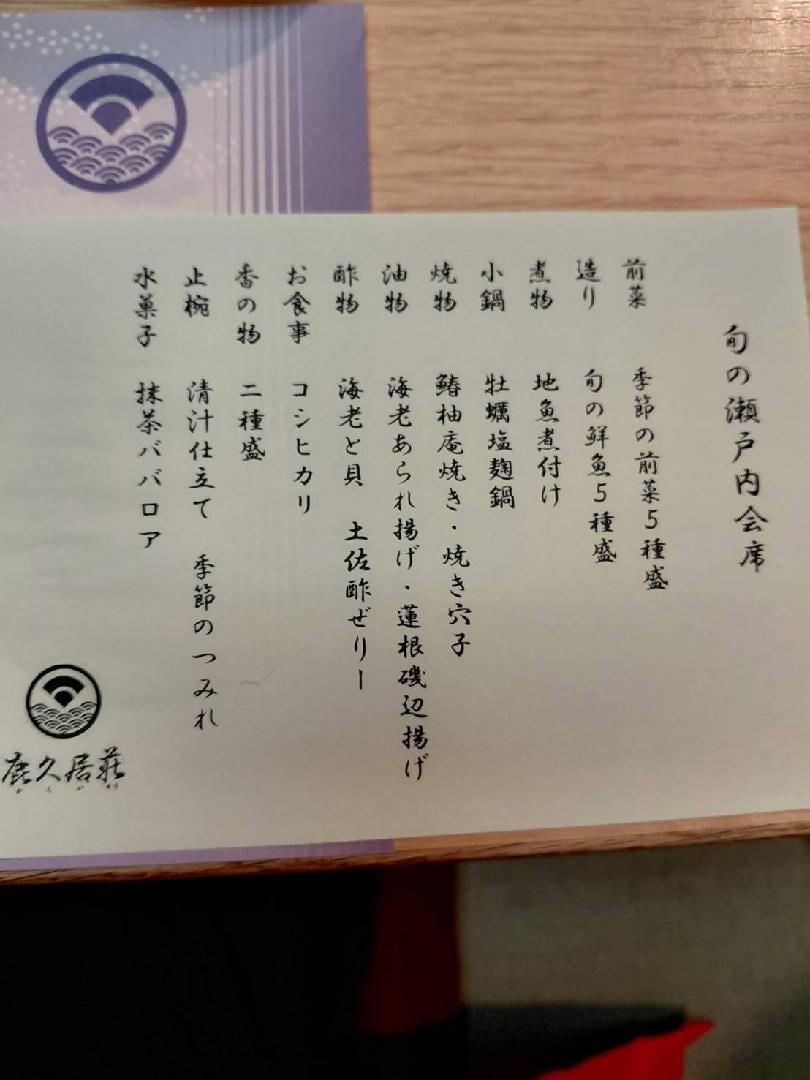 旬の瀬戸内会席
前菜 季節の前菜5種盛
造り 旬の鮮魚5種盛
煮物 地魚煮付け
小鍋 牡蠣塩麹鍋
焼物 鰆柚庵焼き・焼き穴子
油物 海老あられ揚げ・蓮根磯辺揚げ
酢物 海老と貝 土佐酢ぜりー
お食事 コシヒカリ
香の物 二種盛
止椀 清汁仕立て 季節のつみれ
水菓子 抹茶ババロア
鹿久居荘